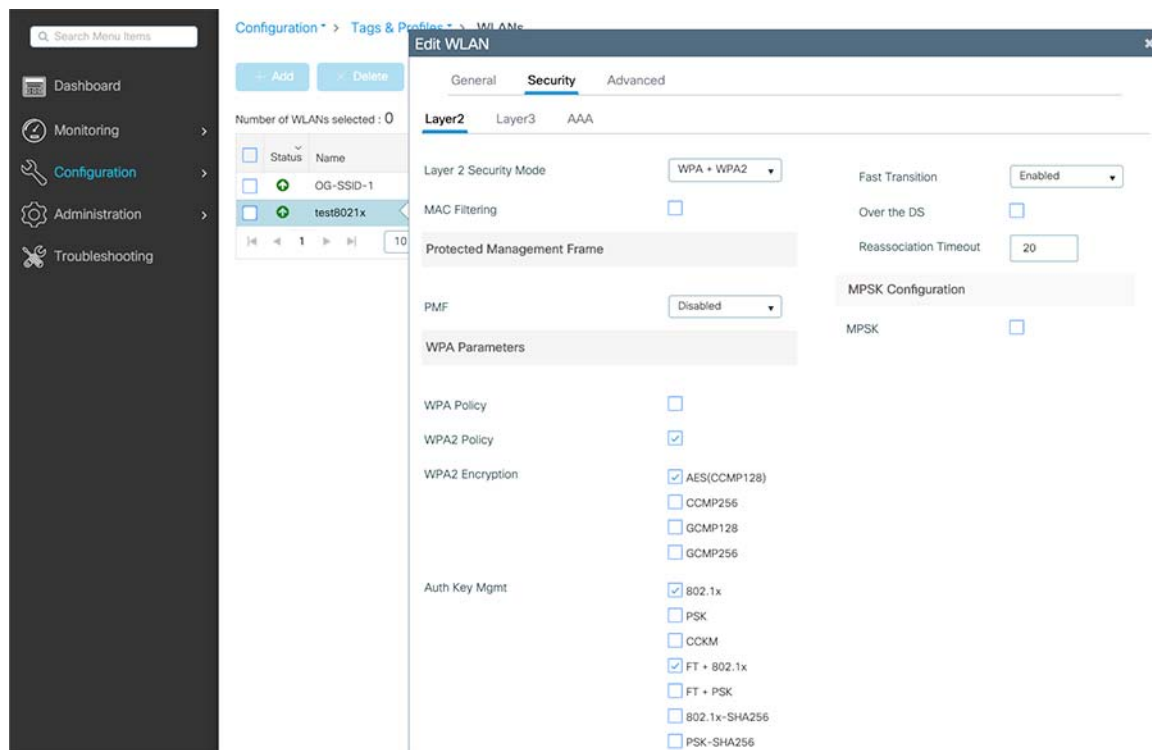 Search Menu Items
Dashboard
Monitoring
Configuration
Administration
Troubleshooting
Configuration > Tags & Profiles > WLANs
+ Add
× Delete
Number of WLANs selected : 0
Status Name
OG-SSID-1
test8021x
1 10
Edit WLAN
General Security Advanced
Layer2 Layer3 AAA
Layer 2 Security Mode WPA + WPA2
MAC Filtering
Protected Management Frame
PMF Disabled
WPA Parameters
WPA Policy
WPA2 Policy
WPA2 Encryption AES(CCMP128)
CCMP256
GCMP128
GCMP256
Auth Key Mgmt 802.1x
PSK
CCKM
FT + 802.1x
FT + PSK
802.1x-SHA256
PSK-SHA256
Fast Transition Enabled
Over the DS
Reassociation Timeout 20
MPSK Configuration
MPSK